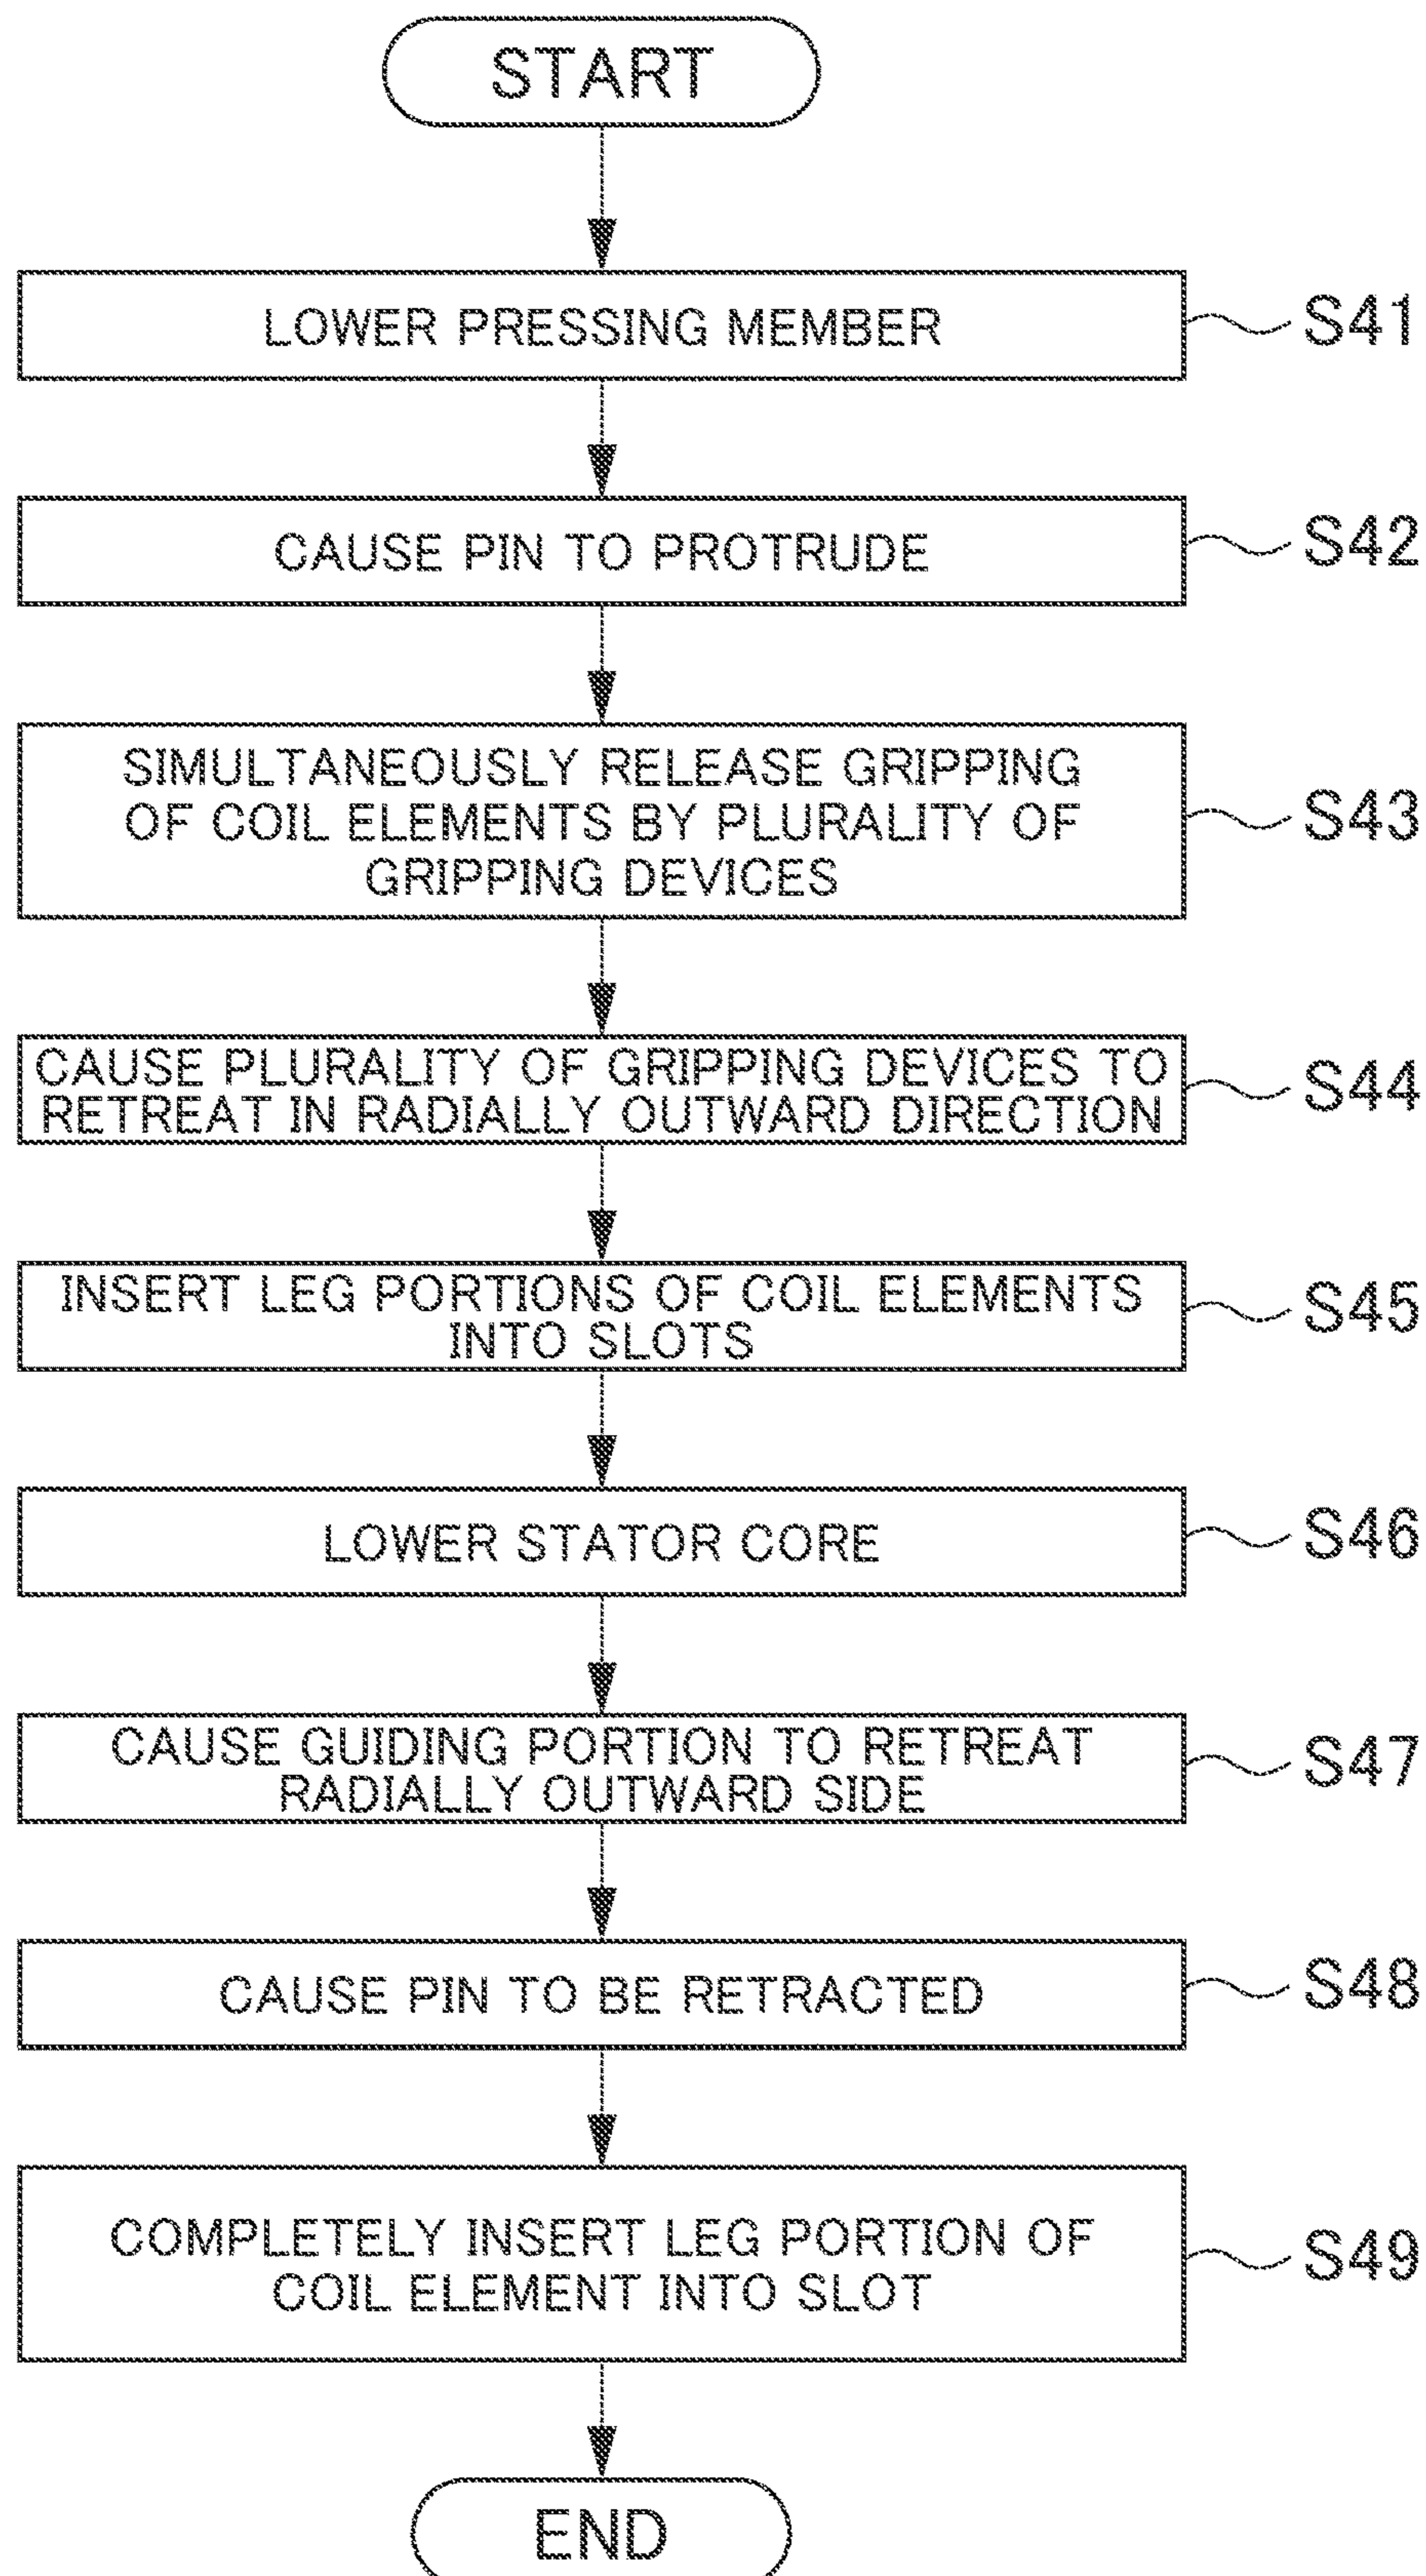 START
LOWER PRESSING MEMBER
S41
CAUSE PIN TO PROTRUDE
S42
SIMULTANEOUSLY RELEASE GRIPPING
OF COIL ELEMENTS BY PLURALITY OF
GRIPPING DEVICES
S43
CAUSE PLURALITY OF GRIPPING DEVICES TO
RETREAT IN RADIALLY OUTWARD DIRECTION
S44
INSERT LEG PORTIONS OF COIL ELEMENTS
INTO SLOTS
S45
LOWER STATOR CORE
S46
CAUSE GUIDING PORTION TO RETREAT
RADIALLY OUTWARD SIDE
S47
CAUSE PIN TO BE RETRACTED
S48
COMPLETELY INSERT LEG PORTION OF
COIL ELEMENT INTO SLOT
S49
END